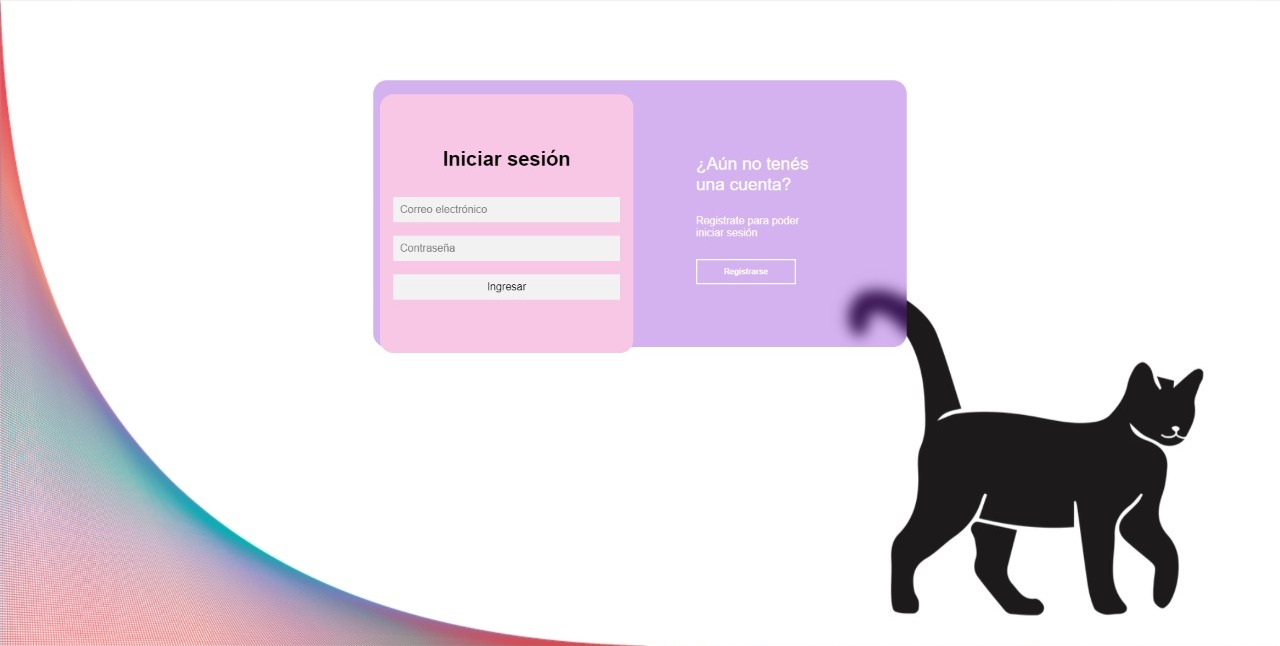 Iniciar sesión
Correo electrónico
Contraseña
Ingresar
¿Aún no tenés
una cuenta?
Registrate para poder
iniciar sesión
Registrarse